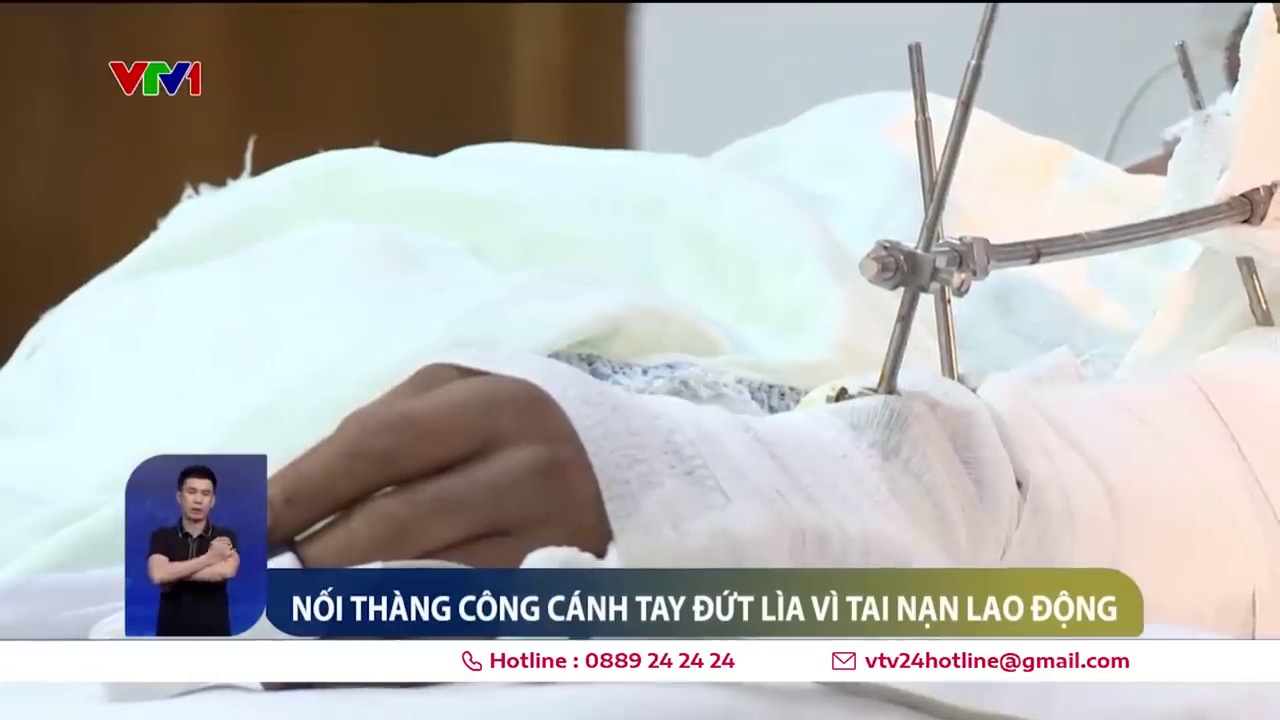 VTV1
NỐI THÀNG CÔNG CÁNH TAY ĐỨT LÌA VÌ TAI NẠN LAO ĐỘNG
Hotline : 0889 24 24 24
vtv24hotline@gmail.com